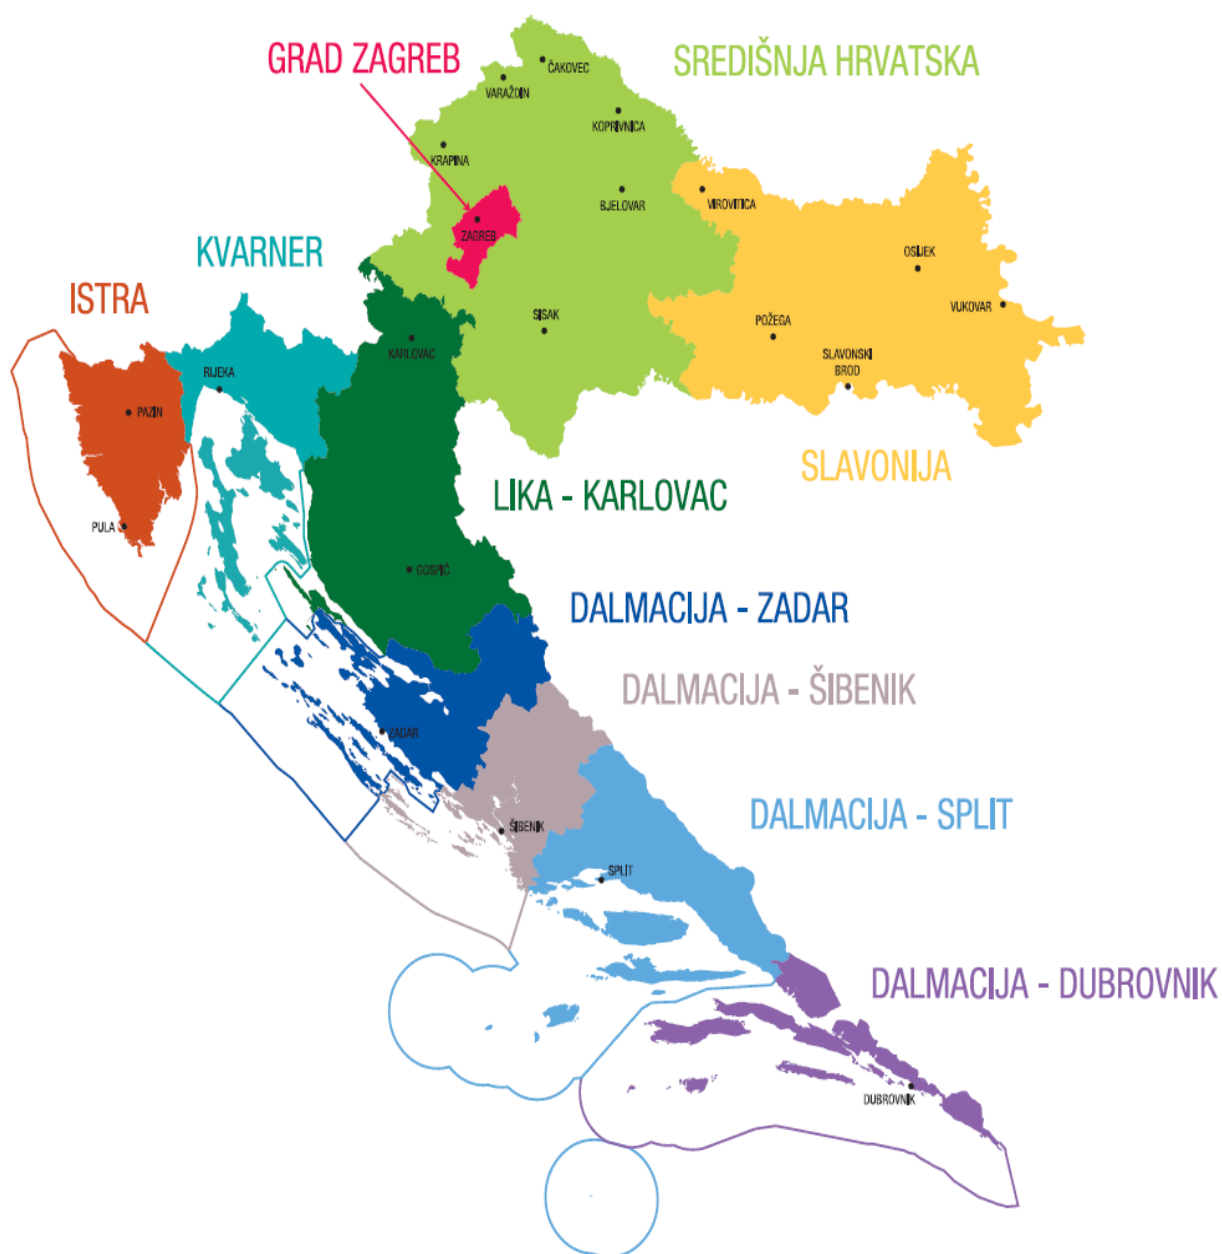 GRAD ZAGREB
SREDIŠNJA HRVATSKA
ČAKOVEC
VARAŽDIN
KOPRIVNICA
KRAPINA
BJELOVAR
VIROVITICA
ZAGREB
KVARNER
OSIJEK
ISTRA
VUKOVAR
SISAK
POŽEGA
KARLOVAC
SLAVONSKI
BROD
RIJEKA
PAZIN
SLAVONIJA
LIKA - KARLOVAC
PULA
GOSPIĆ
DALMACIJA - ZADAR
DALMACIJA - ŠIBENIK
ZADAR
DALMACIJA - SPLIT
ŠIBENIK
SPLIT
DALMACIJA - DUBROVNIK
DUBROVNIK